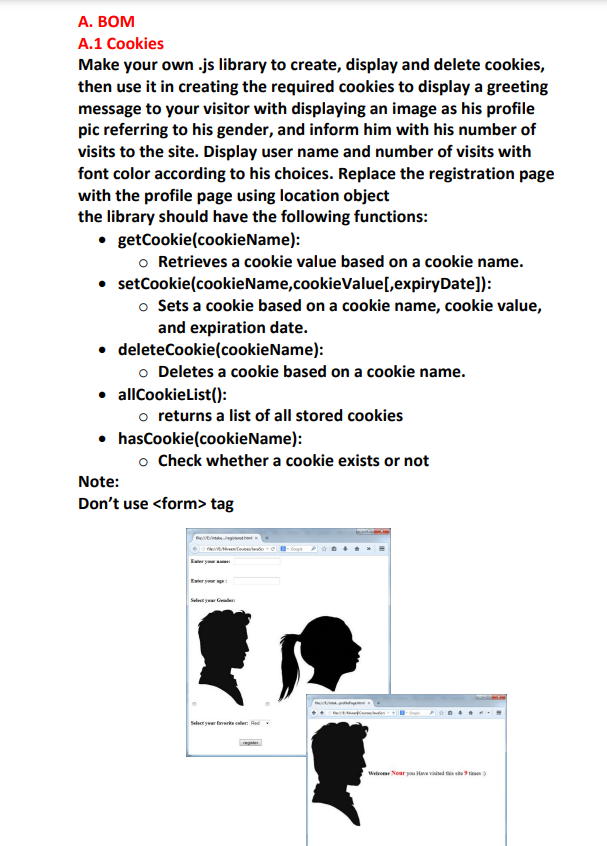 A. BOM
A.1 Cookies
Make your own .js library to create, display and delete cookies,
then use it in creating the required cookies to display a greeting
message to your visitor with displaying an image as his profile
pic referring to his gender, and inform him with his number of
visits to the site. Display user name and number of visits with
font color according to his choices. Replace the registration page
with the profile page using location object
the library should have the following functions:
• getCookie(cookieName):
o Retrieves a cookie value based on a cookie name.
• setCookie(cookieName,cookieValue[,expiryDate]):
o Sets a cookie based on a cookie name, cookie value,
and expiration date.
• deleteCookie(cookieName):
o Deletes a cookie based on a cookie name.
• allCookieList():
o returns a list of all stored cookies
• hasCookie(cookieName):
o Check whether a cookie exists or not
Note:
Don’t use <form> tag
Enter your name:
Enter your age :
Select your Gender:
Select your favorite color: Red
register
Welcome Nour you Have visited this site 9 times :)